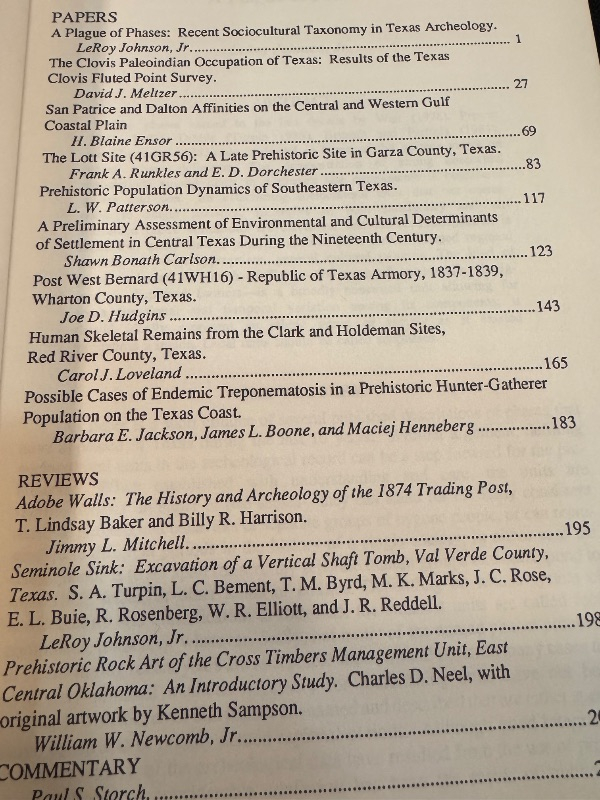 PAPERS
A Plague of Phases: Recent Sociocultural Taxonomy in Texas Archeology.
LeRoy Johnson, Jr. 1
The Clovis Paleoindian Occupation of Texas: Results of the Texas
Clovis Fluted Point Survey.
David J. Meltzer 27
San Patrice and Dalton Affinities on the Central and Western Gulf
Coastal Plain
H. Blaine Ensor 69
The Lott Site (41GR56): A Late Prehistoric Site in Garza County, Texas.
Frank A. Runkles and E. D. Dorchester 83
Prehistoric Population Dynamics of Southeastern Texas.
L. W. Patterson. 117
A Preliminary Assessment of Environmental and Cultural Determinants
of Settlement in Central Texas During the Nineteenth Century.
Shawn Bonath Carlson. 123
Post West Bernard (41WH16) - Republic of Texas Armory, 1837-1839,
Wharton County, Texas.
Joe D. Hudgins 143
Human Skeletal Remains from the Clark and Holdeman Sites,
Red River County, Texas.
Carol J. Loveland 165
Possible Cases of Endemic Treponematosis in a Prehistoric Hunter-Gatherer
Population on the Texas Coast.
Barbara E. Jackson, James L. Boone, and Maciej Henneberg 183
REVIEWS
Adobe Walls: The History and Archeology of the 1874 Trading Post,
T. Lindsay Baker and Billy R. Harrison.
Jimmy L. Mitchell. 195
Seminole Sink: Excavation of a Vertical Shaft Tomb, Val Verde County,
Texas. S. A. Turpin, L. C. Bement, T. M. Byrd, M. K. Marks, J. C. Rose,
E. L. Buie, R. Rosenberg, W. R. Elliott, and J. R. Reddell.
LeRoy Johnson, Jr. 198
Prehistoric Rock Art of the Cross Timbers Management Unit, East
Central Oklahoma: An Introductory Study. Charles D. Neel, with
original artwork by Kenneth Sampson.
William W. Newcomb, Jr.
COMMENTARY
Paul S. Storch.